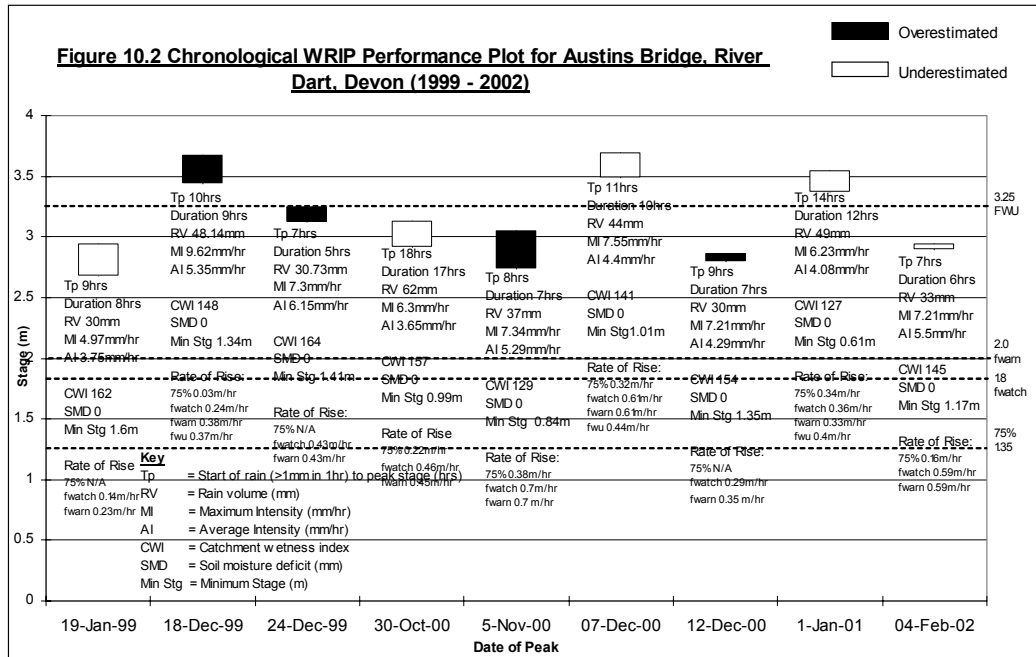 Overestimated
Underestimated
Figure 10.2 Chronological WRIP Performance Plot for Austins Bridge, River
Dart, Devon (1999 - 2002)
Stage (m)
4
3.5
3
2.5
2
1.5
1
0.5
0
Tp 9hrs
Duration 8hrs
RV 30mm
MI 4.97mm/hr
AI 3.75mm/hr
CWI 162
SMD 0
Min Stg 1.6m
Rate of Rise
75% N/A
fwatch 0.14m/hr
fwarn 0.23m/hr
Tp 10hrs
Duration 9hrs
RV 48.14mm
MI 9.62mm/hr
AI 5.35mm/hr
CWI 148
SMD 0
Min Stg 1.34m
Rate of Rise:
75% 0.03m/hr
fwatch 0.24m/hr
fwarn 0.38m/hr
fwu 0.37m/hr
Tp 7hrs
Duration 5hrs
RV 30.73mm
MI 7.3mm/hr
AI 6.15mm/hr
CWI 164
SMD 0
Min Stg 1.41m
Rate of Rise:
75% N/A
fwatch 0.43m/hr
fwarn 0.43m/hr
Tp 18hrs
Duration 17hrs
RV 62mm
MI 6.3mm/hr
AI 3.65mm/hr
CWI 157
SMD 0
Min Stg 0.99m
Rate of Rise
75% 0.22m/hr
fwatch 0.46m/hr
fwarn 0.45m/hr
Tp 8hrs
Duration 7hrs
RV 37mm
MI 7.34mm/hr
AI 5.29mm/hr
CWI 129
SMD 0
Min Stg 0.84m
Rate of Rise:
75% 0.38m/hr
fwatch 0.7m/hr
fwarn 0.7 m/hr
Tp 11hrs
Duration 10hrs
RV 44mm
MI 7.55mm/hr
AI 4.4mm/hr
CWI 141
SMD 0
Min Stg1.01m
Rate of Rise:
75% 0.32m/hr
fwatch 0.61m/hr
fwarn 0.61m/hr
fwu 0.44m/hr
Tp 9hrs
Duration 7hrs
RV 30mm
MI 7.21mm/hr
AI 4.29mm/hr
CWI 154
SMD 0
Min Stg 1.35m
Rate of Rise:
75% N/A
fwatch 0.29m/hr
fwarn 0.35 m/hr
Tp 14hrs
Duration 12hrs
RV 49mm
MI 6.23mm/hr
AI 4.08mm/hr
CWI 127
SMD 0
Min Stg 0.61m
Rate of Rise:
75% 0.34m/hr
fwatch 0.36m/hr
fwarn 0.33m/hr
fwu 0.4m/hr
Tp 7hrs
Duration 6hrs
RV 33mm
MI 7.21mm/hr
AI 5.5mm/hr
CWI 145
SMD 0
Min Stg 1.17m
Rate of Rise:
75% 0.16m/hr
fwatch 0.59m/hr
fwarn 0.59m/hr
3.25
FWU
2.0
fwarn
18
fwatch
75%
135
Key
Tp = Start of rain (>1mm in 1hr) to peak stage (hrs)
RV = Rain volume (mm)
MI = Maximum Intensity (mm/hr)
AI = Average Intensity (mm/hr)
CWI = Catchment wetness index
SMD = Soil moisture deficit (mm)
Min Stg = Minimum Stage (m)
19-Jan-99 18-Dec-99 24-Dec-99 30-Oct-00 5-Nov-00 07-Dec-00 12-Dec-00 1-Jan-01 04-Feb-02
Date of Peak